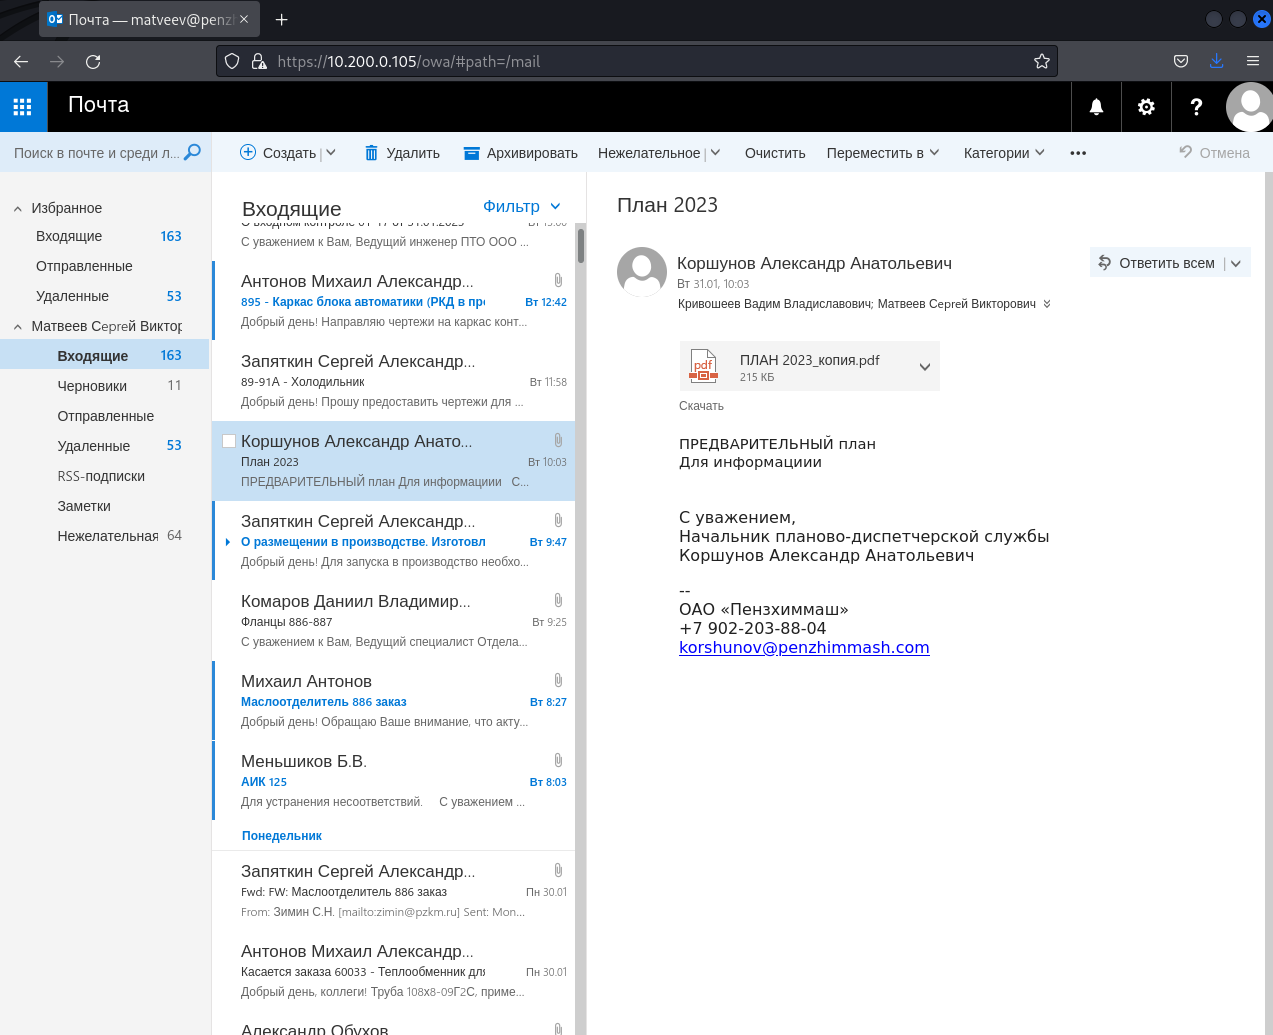 Почта — matveev@penzh
https://10.200.0.105/owa/#path=/mail
Почта
Поиск в почте и среди л...
Создать
Удалить
Архивировать
Нежелательное
Очистить
Переместить в
Категории
Отмена
Избранное
Входящие 163
Отправленные
Удаленные 53
Матвеев Сергей Виктор
Входящие 163
Черновики 11
Отправленные
Удаленные 53
RSS-подписки
Заметки
Нежелательная 64
Входящие
Фильтр
С уважением к Вам, Ведущий инженер ПТО ООО ...
Антонов Михаил Александр...
895 - Каркас блока автоматики (РКД в про Вт 12:42
Добрый день! Направляю чертежи на каркас конт...
Запяткин Сергей Александр...
89-91А - Холодильник Вт 11:58
Добрый день! Прошу предоставить чертежи для ...
Коршунов Александр Анато...
План 2023 Вт 10:03
ПРЕДВАРИТЕЛЬНЫЙ план Для информациии С...
Запяткин Сергей Александр...
О размещении в производстве. Изготовл Вт 9:47
Добрый день! Для запуска в производство необхо...
Комаров Даниил Владимир...
Фланцы 886-887 Вт 9:25
С уважением к Вам, Ведущий специалист Отдела...
Михаил Антонов
Маслоотделитель 886 заказ Вт 8:27
Добрый день! Обращаю Ваше внимание, что акту...
Меньшиков Б.В.
АИК 125 Вт 8:03
Для устранения несоответствий. С уважением ...
Понедельник
Запяткин Сергей Александр...
Fwd: FW: Маслоотделитель 886 заказ Пн 30.01
From: Зимин С.Н. [mailto:zimin@pzkm.ru] Sent: Mon...
Антонов Михаил Александр...
Касается заказа 60033 - Теплообменник для Пн 30.01
Добрый день, коллеги! Труба 108х8-09Г2С, приме...
Александр Обухов
План 2023
Коршунов Александр Анатольевич
Вт 31.01, 10:03
Кривошеев Вадим Владиславович; Матвеев Сергей Викторович
Ответить всем
pdf
ПЛАН 2023_копия.pdf
215 КБ
Скачать
ПРЕДВАРИТЕЛЬНЫЙ план
Для информациии
С уважением,
Начальник планово-диспетчерской службы
Коршунов Александр Анатольевич
--
ОАО «Пензхиммаш»
+7 902-203-88-04
korshunov@penzhimmash.com